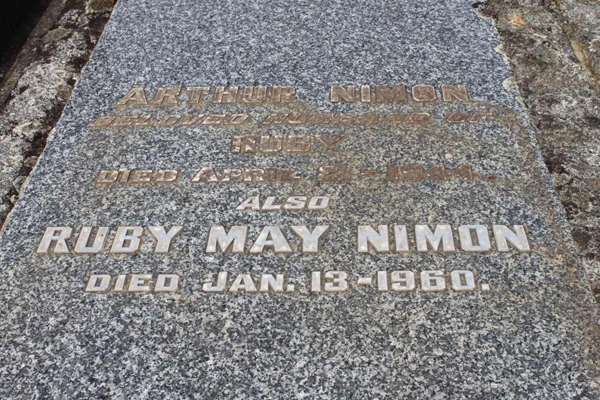 ARTHUR NIMON
BELOVED HUSBAND OF
RUBY
DIED APRIL 21-1944.
ALSO
RUBY MAY NIMON
DIED JAN. 13-1960.